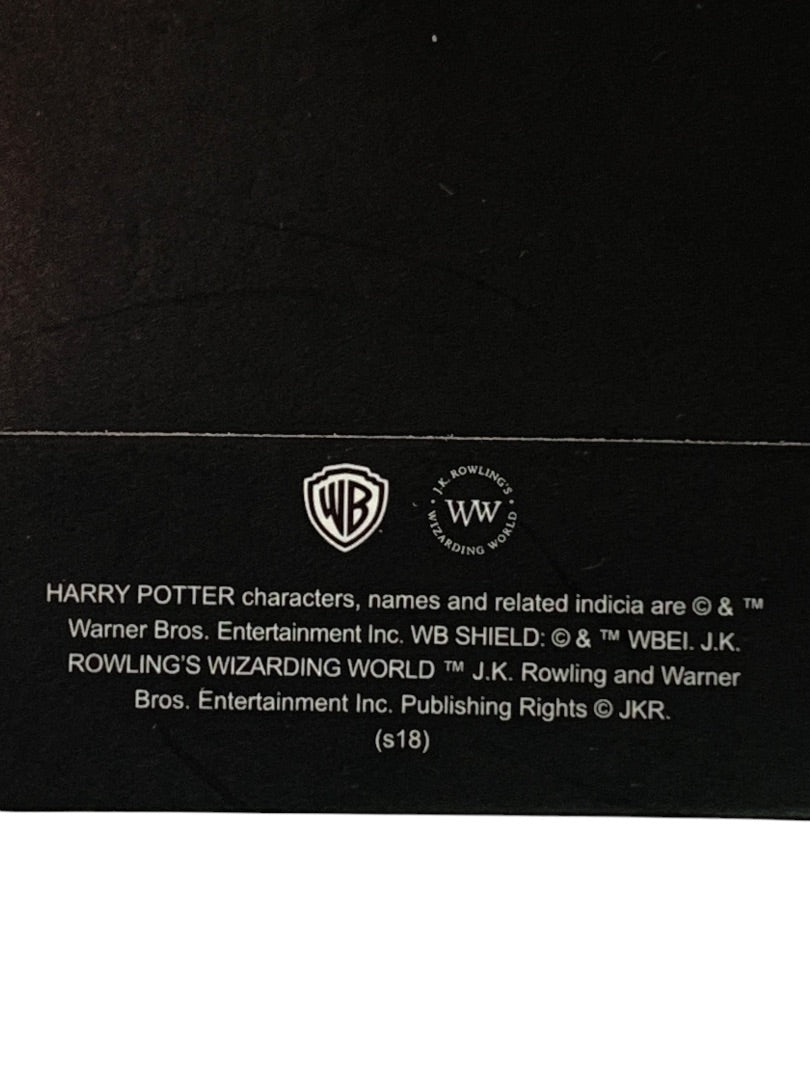 WB
J.K. ROWLING'S
WW
WIZARDING WORLD
HARRY POTTER characters, names and related indicia are © & ™
Warner Bros. Entertainment Inc. WB SHIELD: © & ™ WBEI. J.K.
ROWLING'S WIZARDING WORLD ™ J.K. Rowling and Warner
Bros. Entertainment Inc. Publishing Rights © JKR.
(s18)